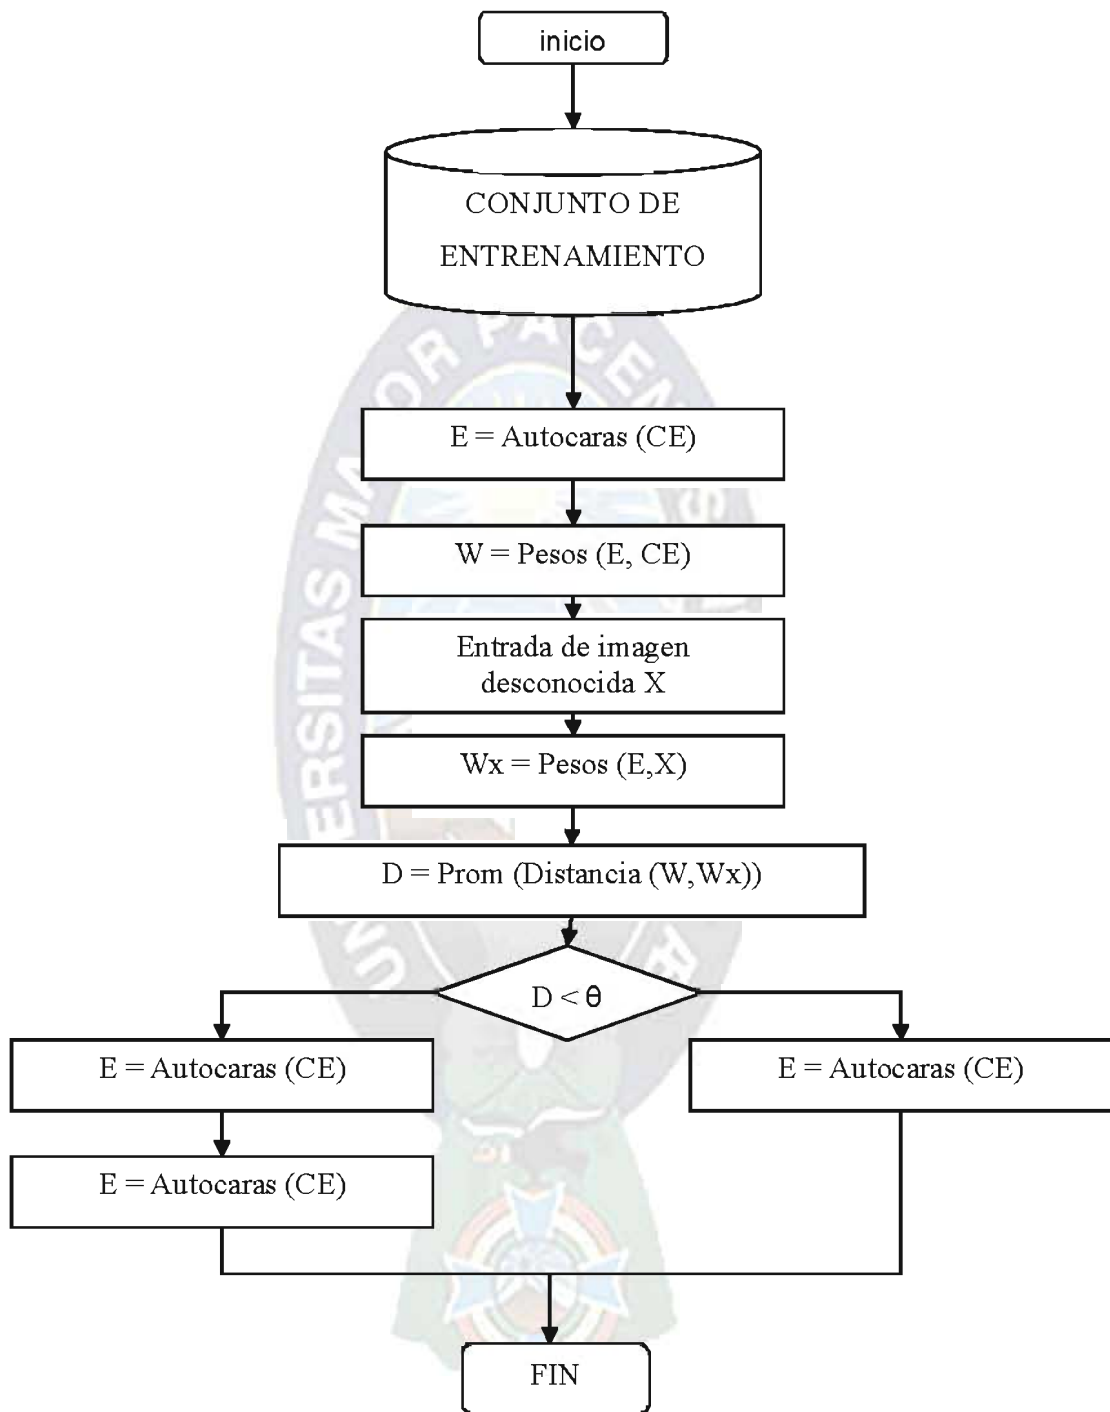 inicio
CONJUNTO DE
ENTRENAMIENTO
E = Autocaras (CE)
W = Pesos (E, CE)
Entrada de imagen
desconocida X
Wx = Pesos (E,X)
D = Prom (Distancia (W,Wx))
D < θ
E = Autocaras (CE)
E = Autocaras (CE)
E = Autocaras (CE)
FIN